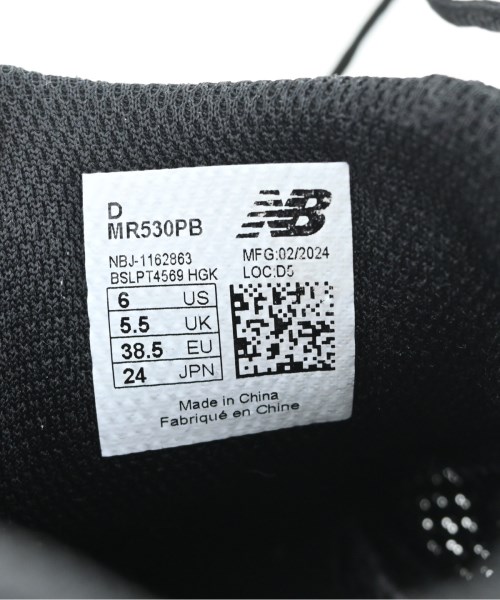 D
MR530PB
NB
NBJ-1162863
MFG:02/2024
BSLPT4569 HGK
LOC:D5
6 US
5.5 UK
38.5 EU
24 JPN
Made in China
Fabriqué en Chine